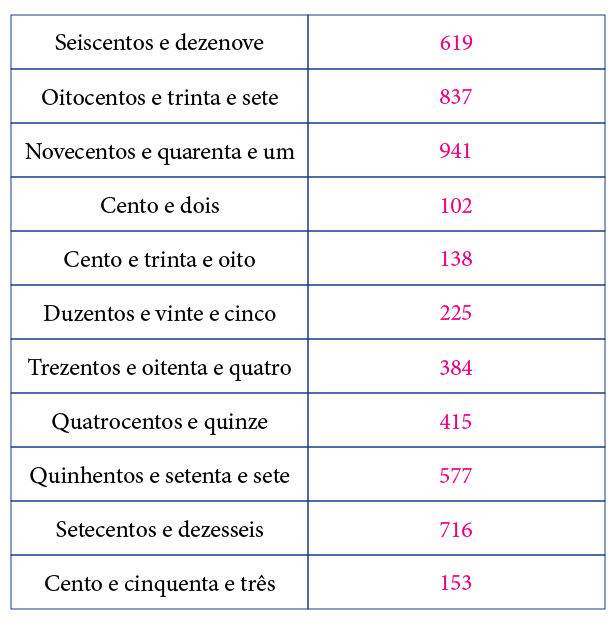 Seiscentos e dezenove 619
Oitocentos e trinta e sete 837
Novecentos e quarenta e um 941
Cento e dois 102
Cento e trinta e oito 138
Duzentos e vinte e cinco 225
Trezentos e oitenta e quatro 384
Quatrocentos e quinze 415
Quinhentos e setenta e sete 577
Setecentos e dezesseis 716
Cento e cinquenta e três 153